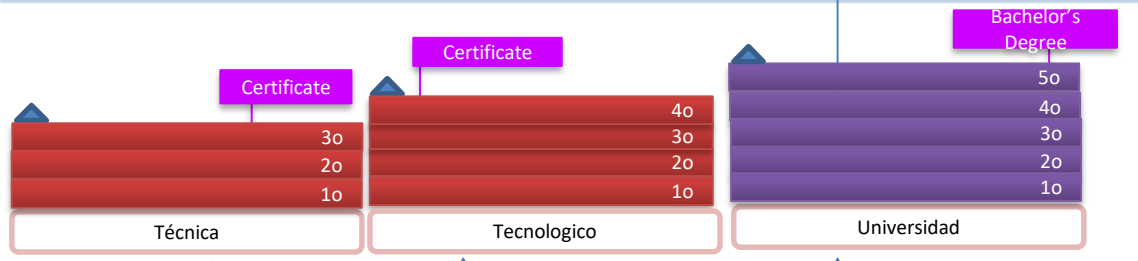 Certificate
3o
2o
1o
Técnica
Certificate
4o
3o
2o
1o
Tecnologico
Bachelor's
Degree
5o
4o
3o
2o
1o
Universidad